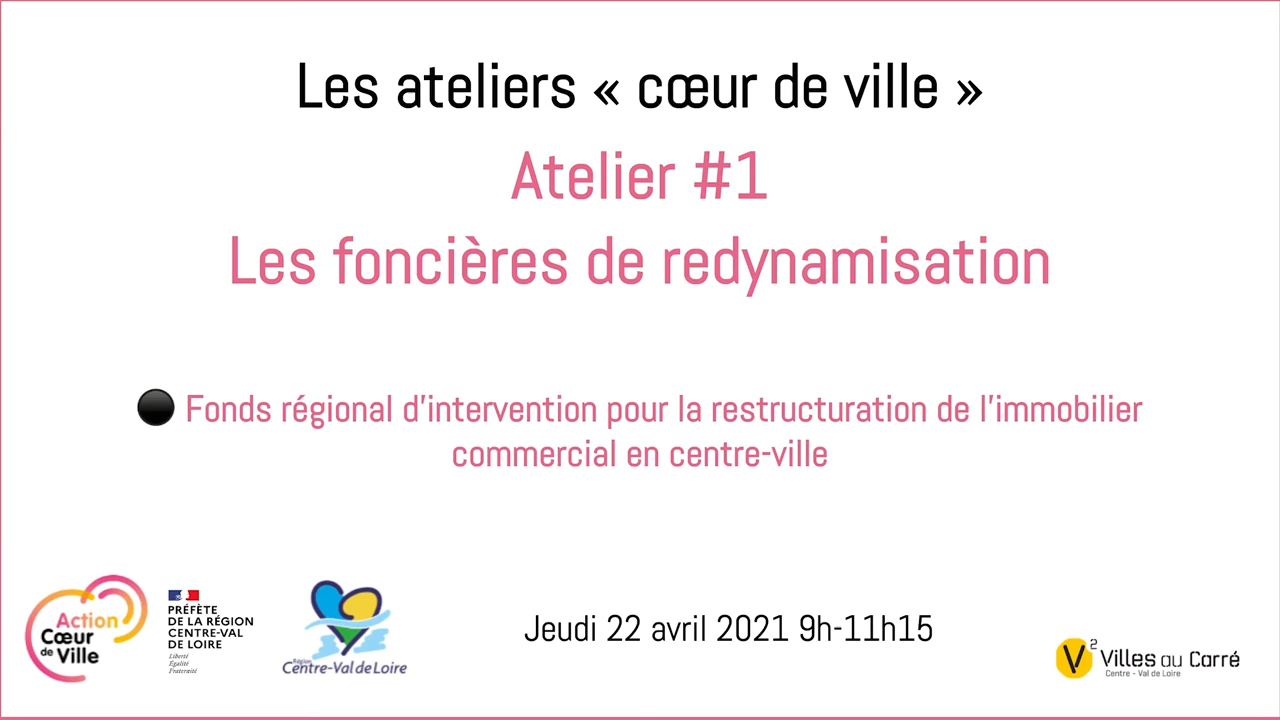 Les ateliers « cœur de ville »
Atelier #1
Les foncières de redynamisation
Fonds régional d'intervention pour la restructuration de l'immobilier
commercial en centre-ville
Action
Cœur
de Ville
PRÉFÈTE
DE LA RÉGION
CENTRE-VAL
DE LOIRE
Liberté
Égalité
Fraternité
Région
Centre-Val de Loire
Jeudi 22 avril 2021 9h-11h15
V2 Villes au Carré
Centre - Val de Loire